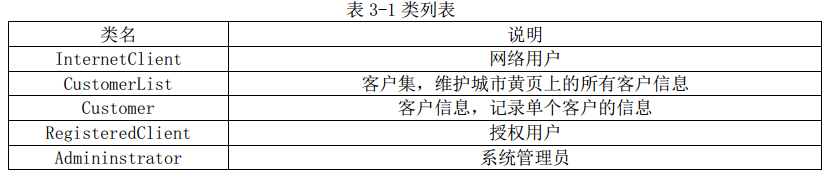 表 3-1 类列表
类名 说明
InternetClient 网络用户
CustomerList 客户集，维护城市黄页上的所有客户信息
Customer 客户信息，记录单个客户的信息
RegisteredClient 授权用户
Admininstrator 系统管理员